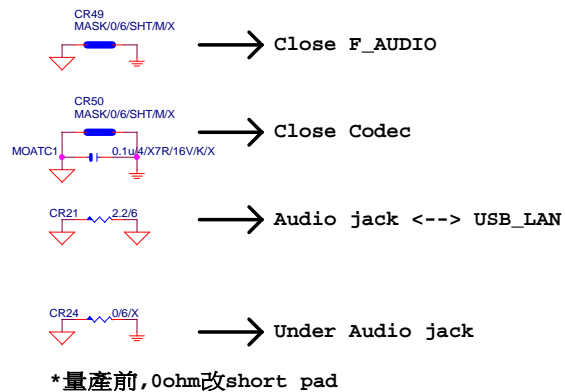 CR49
MASK/0/6/SHT/M/X
Close F_AUDIO
CR50
MASK/0/6/SHT/M/X
Close Codec
MOATC1 0.1u/4/X7R/16V/K/X
CR21 2.2/6
Audio jack <--> USB_LAN
CR24 0/6/X
Under Audio jack
*量產前,0ohm改short pad